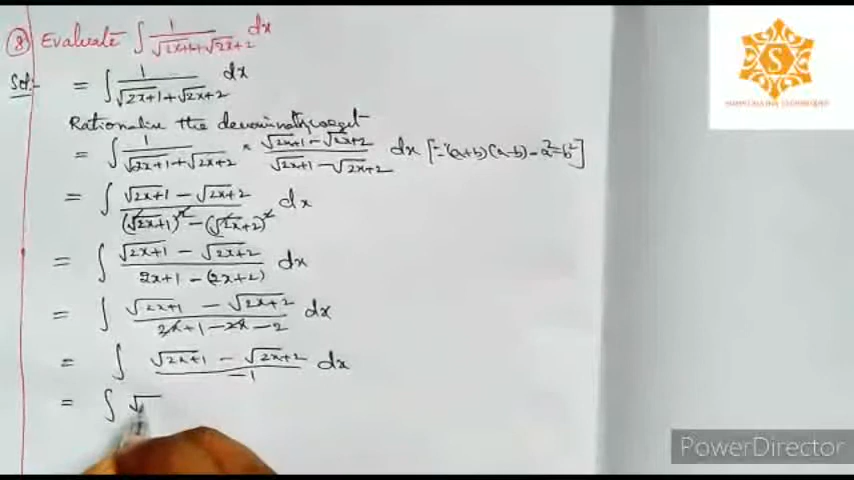 8) Evaluate ∫ 1/(√2x+1+√2x+2) dx
Sol:- = ∫ 1/(√2x+1+√2x+2) dx
Rationalise the denominator, we get
= ∫ 1/(√2x+1+√2x+2) × (√2x+1-√2x+2)/(√2x+1-√2x+2) dx [∵(a+b)(a-b)=a²-b²]
= ∫ (√2x+1 - √2x+2)/((√2x+1)² - (√2x+2)²) dx
= ∫ (√2x+1 - √2x+2)/(2x+1-(2x+2)) dx
= ∫ (√2x+1 - √2x+2)/(2x+1-2x-2) dx
= ∫ (√2x+1 - √2x+2)/-1 dx
= ∫ √
S
PowerDirector